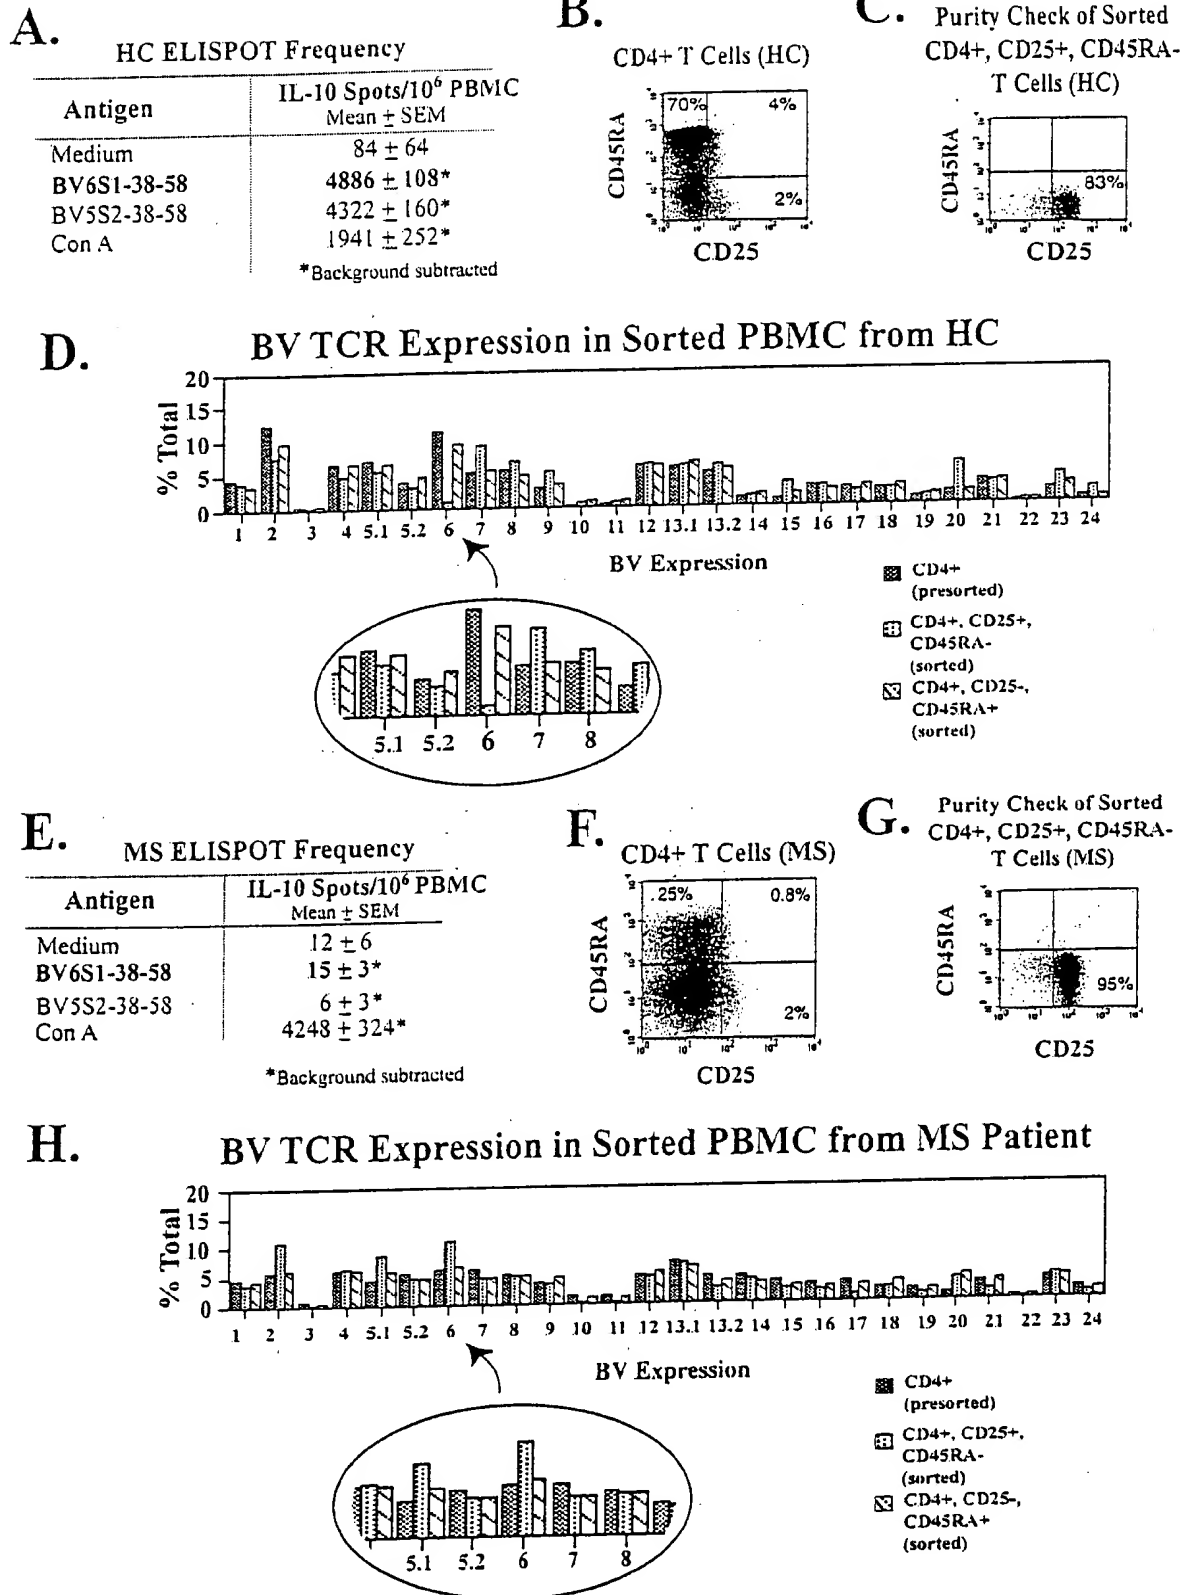 A.
HC ELISPOT Frequency
Antigen
IL-10 Spots/10⁶ PBMC
Mean ± SEM
Medium 84 ± 64
BV6S1-38-58 4886 ± 108*
BV5S2-38-58 4322 ± 160*
Con A 1941 ± 252*
*Background subtracted
B.
CD4+ T Cells (HC)
CD45RA
70% 4%
2%
CD25
C.
Purity Check of Sorted
CD4+, CD25+, CD45RA-
T Cells (HC)
CD45RA
83%
CD25
D.
BV TCR Expression in Sorted PBMC from HC
% Total
20
15
10
5
0
1 2 3 4 5.1 5.2 6 7 8 9 10 11 12 13.1 13.2 14 15 16 17 18 19 20 21 22 23 24
BV Expression
CD4+
(presorted)
CD4+, CD25+,
CD45RA-
(sorted)
CD4+, CD25-,
CD45RA+
(sorted)
5.1 5.2 6 7 8
E.
MS ELISPOT Frequency
Antigen
IL-10 Spots/10⁶ PBMC
Mean ± SEM
Medium 12 ± 6
BV6S1-38-58 15 ± 3*
BV5S2-38-58 6 ± 3*
Con A 4248 ± 324*
*Background subtracted
F.
CD4+ T Cells (MS)
CD45RA
.25% 0.8%
2%
CD25
G.
Purity Check of Sorted
CD4+, CD25+, CD45RA-
T Cells (MS)
CD45RA
95%
CD25
H.
BV TCR Expression in Sorted PBMC from MS Patient
% Total
20
15
10
5
0
1 2 3 4 5.1 5.2 6 7 8 9 10 11 12 13.1 13.2 14 15 16 17 18 19 20 21 22 23 24
BV Expression
CD4+
(presorted)
CD4+, CD25+,
CD45RA-
(sorted)
CD4+, CD25-,
CD45RA+
(sorted)
5.1 5.2 6 7 8